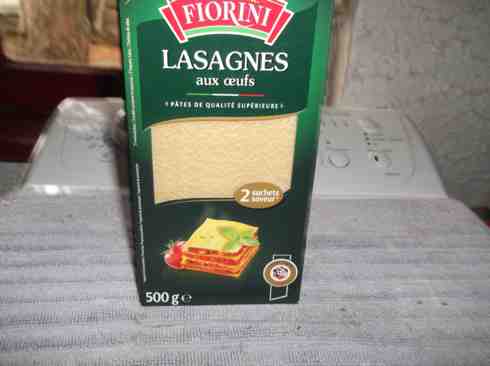 FIORINI
LASAGNES
aux œufs
PÂTES DE QUALITÉ SUPÉRIEURE
2 sachets
saveur
500 g ℮